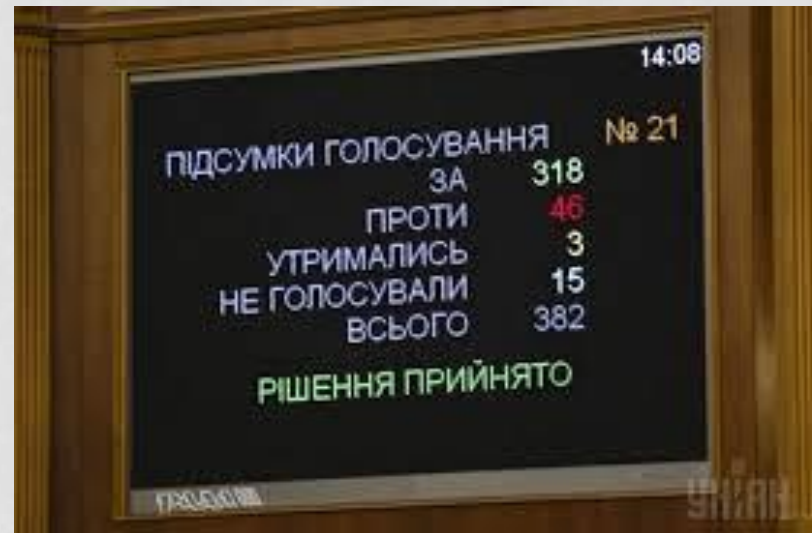 14:08
ПІДСУМКИ ГОЛОСУВАННЯ № 21
ЗА 318
ПРОТИ 46
УТРИМАЛИСЬ 3
НЕ ГОЛОСУВАЛИ 15
ВСЬОГО 382
РІШЕННЯ ПРИЙНЯТО
УНІАН